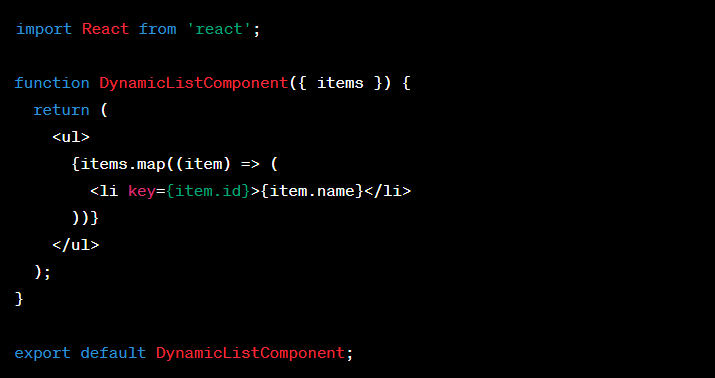 import React from 'react';
function DynamicListComponent({ items }) {
return (
<ul>
{items.map((item) => (
<li key={item.id}>{item.name}</li>
))}
</ul>
);
}
export default DynamicListComponent;